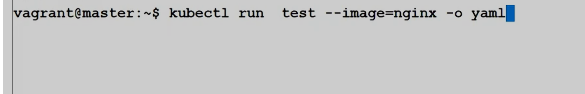 vagrant@master:~$ kubectl run  test --image=nginx -o yaml